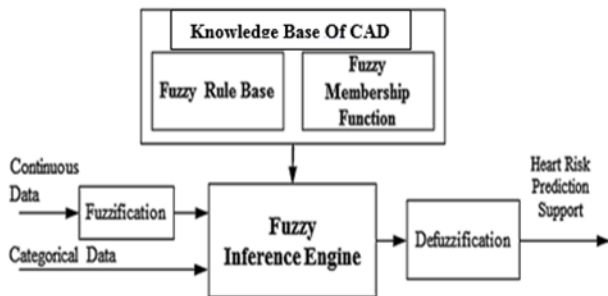 Knowledge Base Of CAD
Fuzzy Rule Base
Fuzzy
Membership
Function
Continuous
Data
Fuzzification
Categorical Data
Fuzzy
Inference Engine
Defuzzification
Heart Risk
Prediction
Support